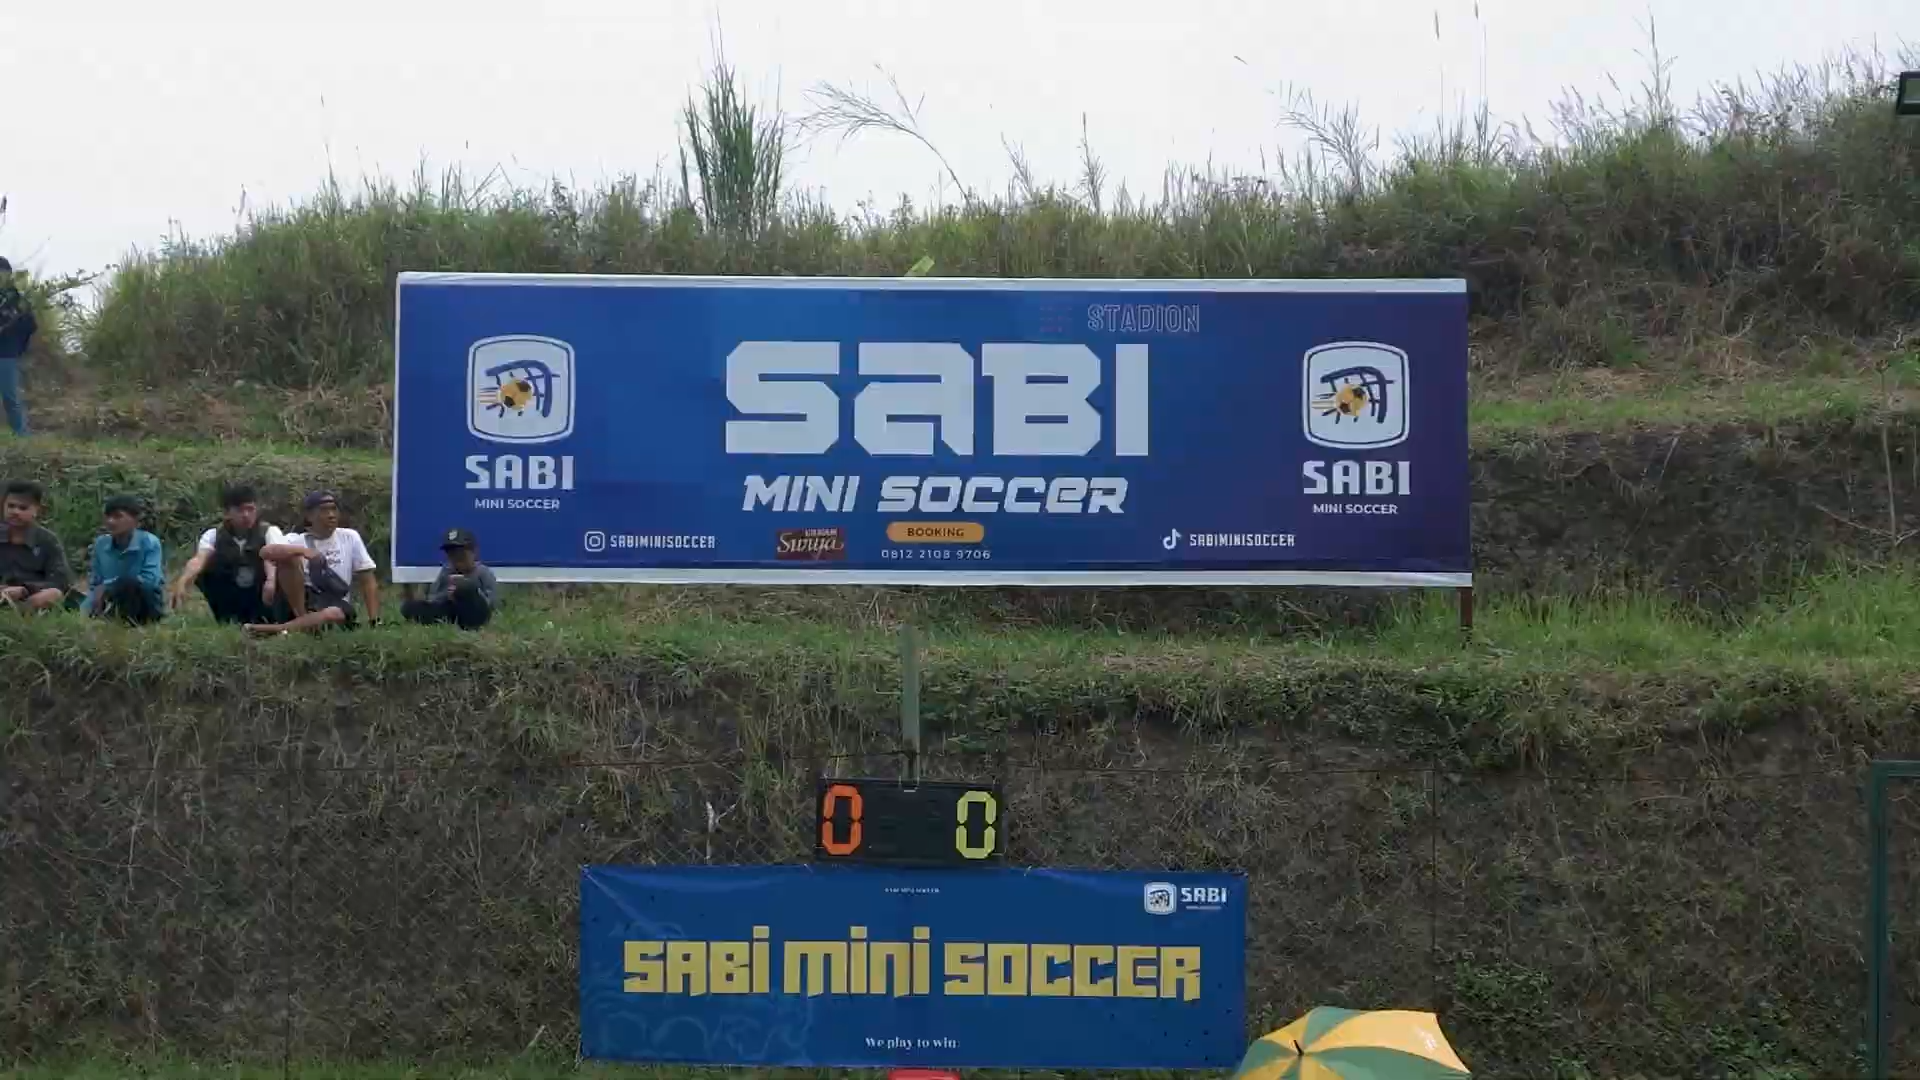 STADION
SABI
MINI SOCCER
SABI
MINI SOCCER
SABI
MINI SOCCER
SABIMINISOCCER
Surya
BOOKING
0812 2108 9706
SABIMINISOCCER
0 0
SABI
SABI MINI SOCCER
We play to win